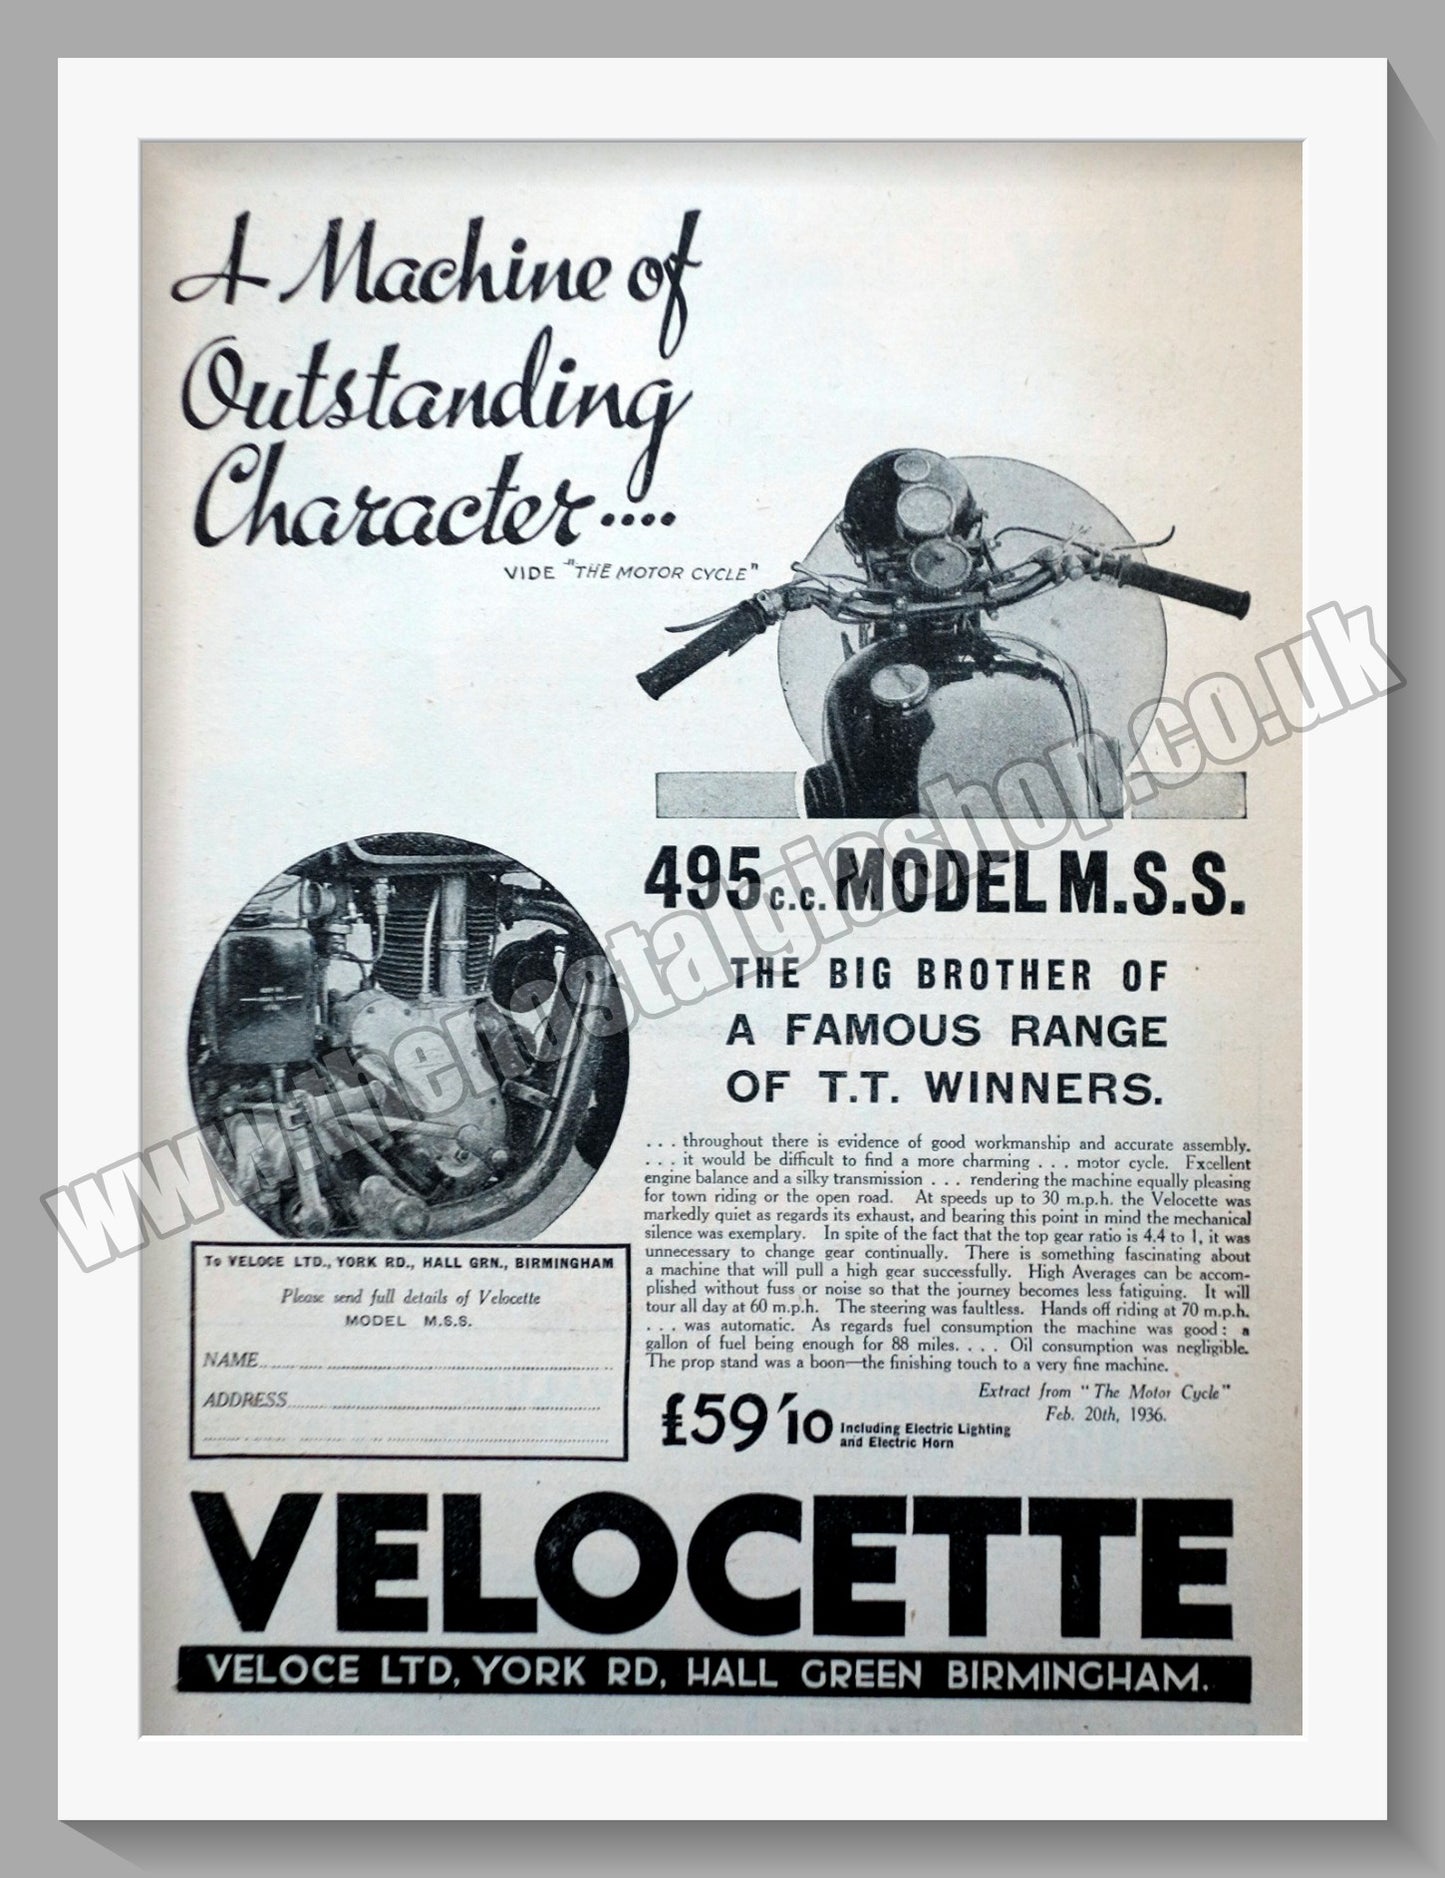 A Machine of
Outstanding
Character....
VIDE "THE MOTOR CYCLE"
495 c.c. MODEL M.S.S.
THE BIG BROTHER OF
A FAMOUS RANGE
OF T.T. WINNERS.
. . . throughout there is evidence of good workmanship and accurate assembly.
. . . it would be difficult to find a more charming . . . motor cycle. Excellent
engine balance and a silky transmission . . . rendering the machine equally pleasing
for town riding or the open road. At speeds up to 30 m.p.h. the Velocette was
markedly quiet as regards its exhaust, and bearing this point in mind the mechanical
silence was exemplary. In spite of the fact that the top gear ratio is 4.4 to 1, it was
unnecessary to change gear continually. There is something fascinating about
a machine that will pull a high gear successfully. High Averages can be accom-
plished without fuss or noise so that the journey becomes less fatiguing. It will
tour all day at 60 m.p.h. The steering was faultless. Hands off riding at 70 m.p.h.
. . . was automatic. As regards fuel consumption the machine was good: a
gallon of fuel being enough for 88 miles. . . . Oil consumption was negligible.
The prop stand was a boon—the finishing touch to a very fine machine.
Extract from "The Motor Cycle"
Feb. 20th, 1936.
£59'10 Including Electric Lighting
and Electric Horn
To VELOCE LTD., YORK RD., HALL GRN., BIRMINGHAM
Please send full details of Velocette
MODEL M.S.S.
NAME
ADDRESS
VELOCETTE
VELOCE LTD, YORK RD, HALL GREEN BIRMINGHAM.
www.thenostalgiashop.co.uk